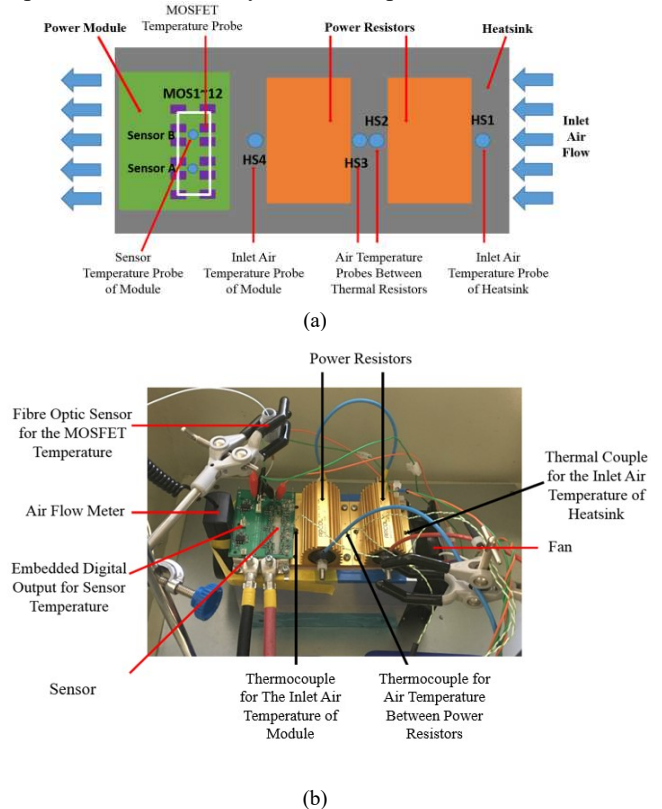 MOSFET
Temperature Probe
Power Module
Power Resistors
Heatsink
MOS1~12
Sensor B
Sensor A
HS4
HS3
HS2
HS1
Inlet
Air
Flow
Sensor
Temperature Probe
of Module
Inlet Air
Temperature Probe
of Module
Air Temperature
Probes Between
Thermal Resistors
Inlet Air
Temperature Probe
of Heatsink
(a)
Power Resistors
Fibre Optic Sensor
for the MOSFET
Temperature
Air Flow Meter
Embedded Digital
Output for Sensor
Temperature
Sensor
Thermal Couple
for the Inlet Air
Temperature of
Heatsink
Fan
Thermocouple
for The Inlet Air
Temperature of
Module
Thermocouple for
Air Temperature
Between Power
Resistors
(b)